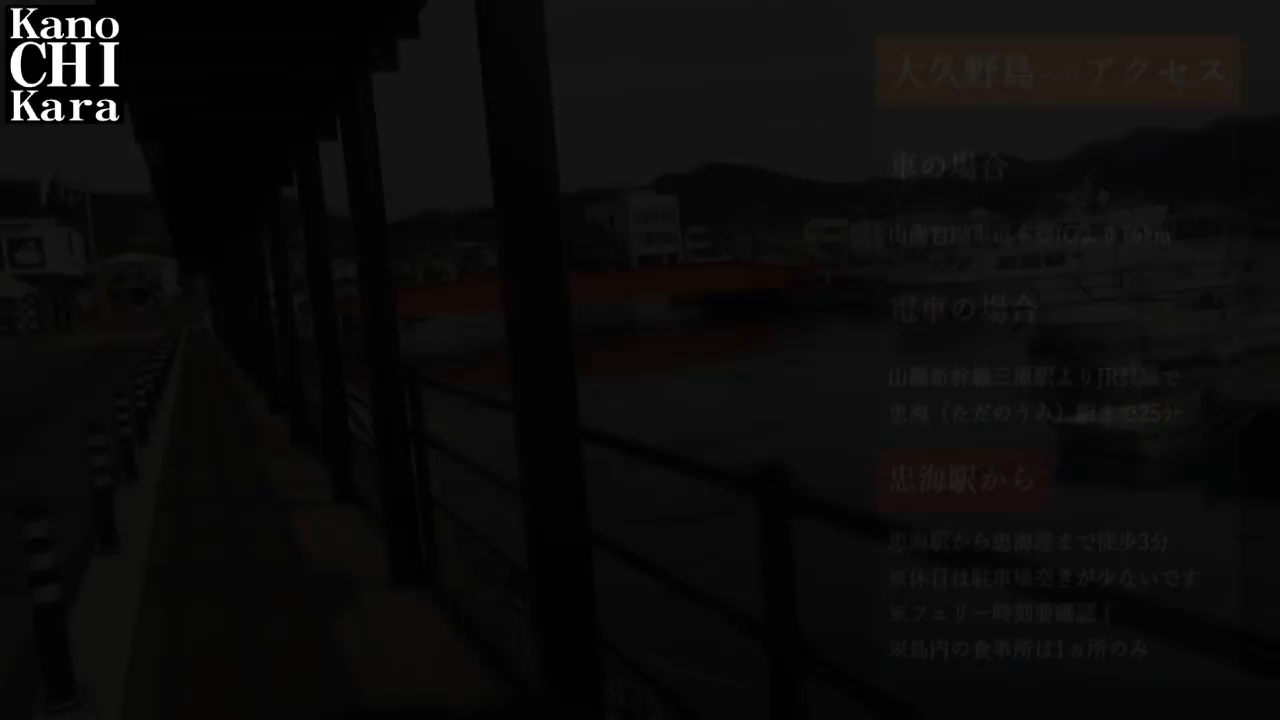 Kano
CHI
Kara
大久野島へのアクセス
車の場合
電車の場合
山陽新幹線三原駅よりJR呉線で
忠海（ただのうみ）駅まで25分
忠海駅から
忠海駅から忠海港まで徒歩3分
※休日は駐車場空きが少ないです
※フェリー時刻要確認！
※島内の食事所は1ヵ所のみ